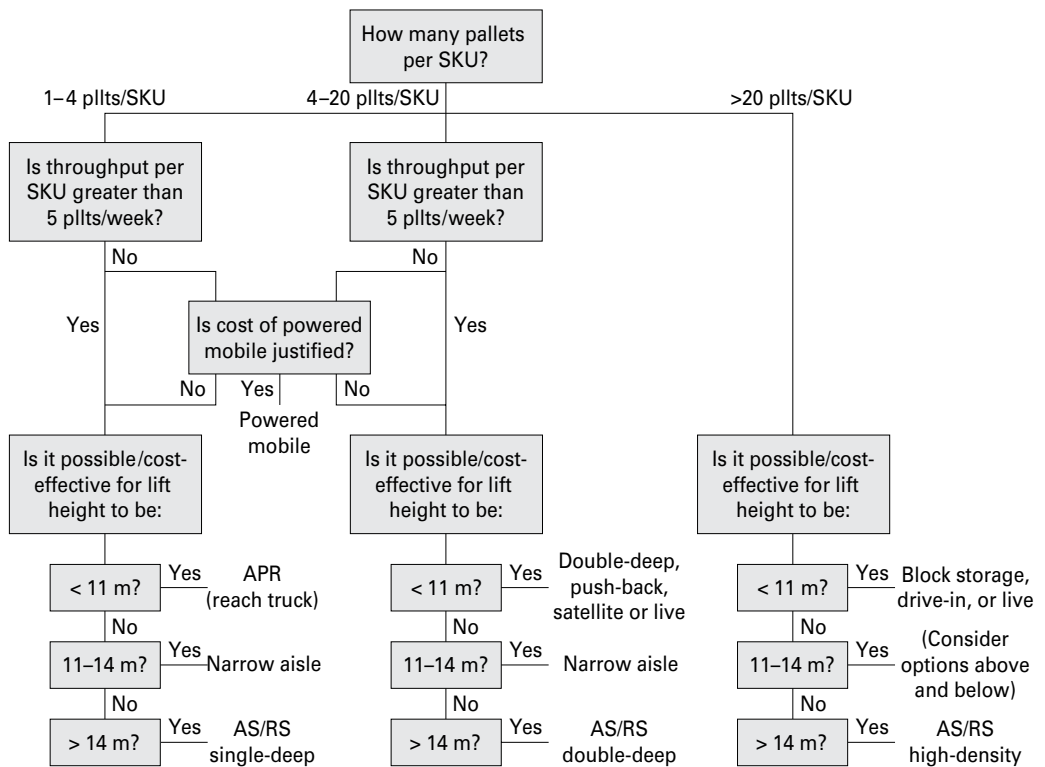 How many pallets
per SKU?
1–4 pllts/SKU
4–20 pllts/SKU
>20 pllts/SKU
Is throughput per
SKU greater than
5 pllts/week?
Is throughput per
SKU greater than
5 pllts/week?
No
No
Yes
Is cost of powered
mobile justified?
Yes
No
Yes
No
Powered
mobile
Is it possible/cost-
effective for lift
height to be:
Is it possible/cost-
effective for lift
height to be:
Is it possible/cost-
effective for lift
height to be:
< 11 m?
Yes
APR
(reach truck)
< 11 m?
Yes
Double-deep,
push-back,
satellite or live
< 11 m?
Yes
Block storage,
drive-in, or live
No
No
No
11–14 m?
Yes
Narrow aisle
11–14 m?
Yes
Narrow aisle
11–14 m?
Yes
(Consider
options above
and below)
No
No
No
> 14 m?
Yes
AS/RS
single-deep
> 14 m?
Yes
AS/RS
double-deep
> 14 m?
Yes
AS/RS
high-density